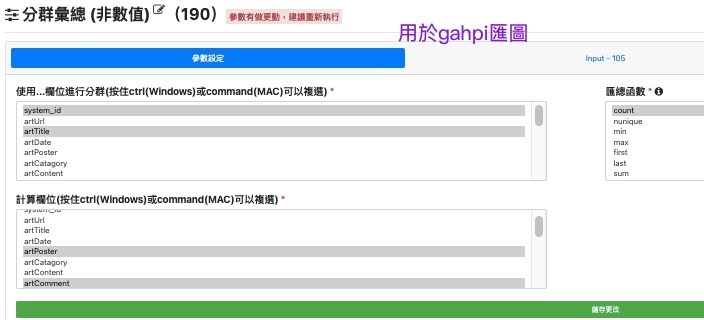 分群彙總 (非數值) (190) 參數有做更動，建議重新執行
用於gahpi匯圖
參數設定
Input - 105
使用...欄位進行分群(按住ctrl(Windows)或command(MAC)可以複選) *
system_id
artUrl
artTitle
artDate
artPoster
artCatagory
artContent
匯總函數 *
count
nunique
min
max
first
last
sum
計算欄位(按住ctrl(Windows)或command(MAC)可以複選) *
system_id
artUrl
artTitle
artDate
artPoster
artCatagory
artContent
artComment
儲存更改